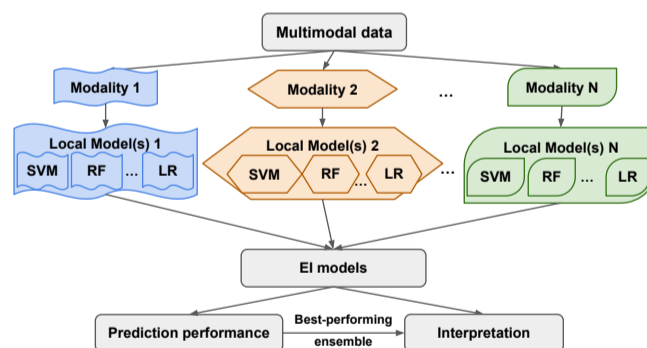 Multimodal data
Modality 1
Modality 2
...
Modality N
Local Model(s) 1
SVM RF ... LR
Local Model(s) 2
SVM RF ... LR
...
Local Model(s) N
SVM RF ... LR
EI models
Prediction performance
Best-performing
ensemble
Interpretation